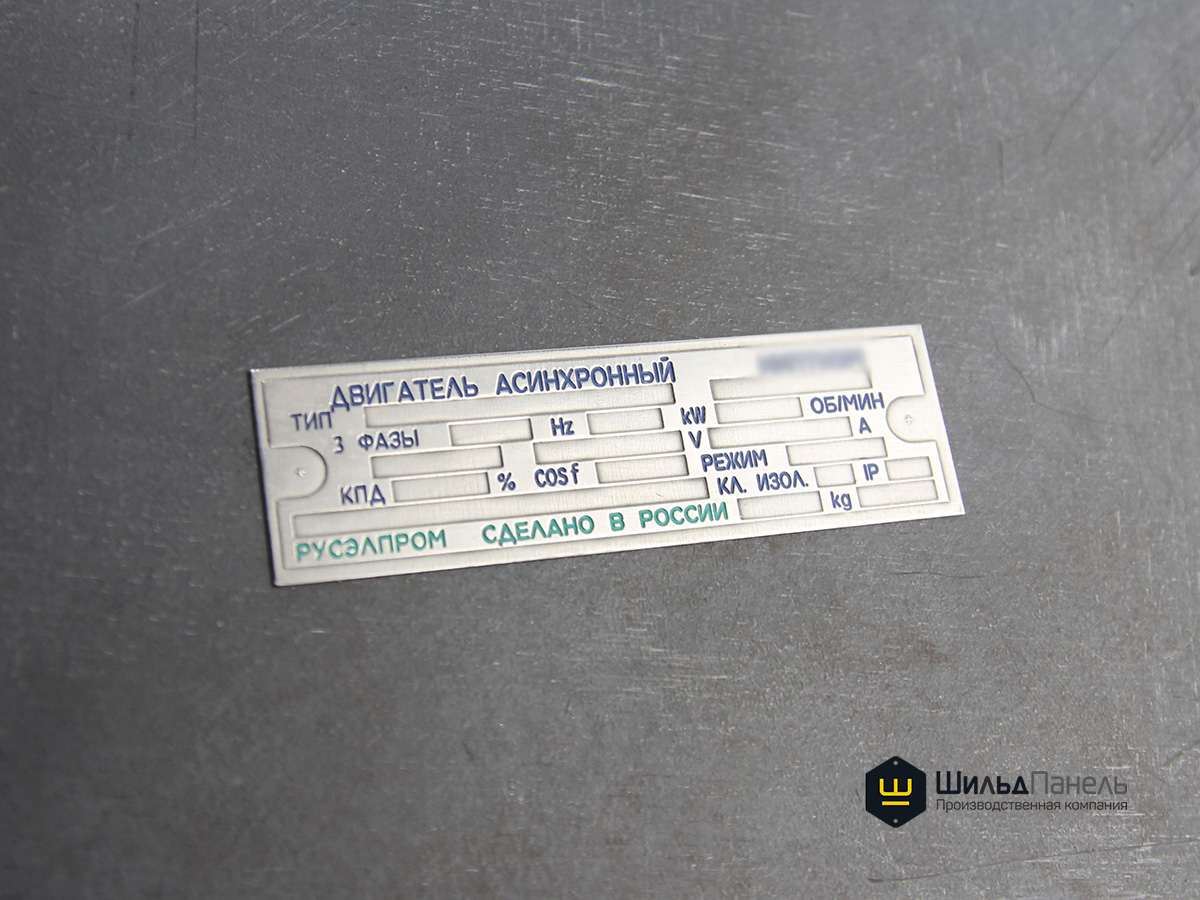 ДВИГАТЕЛЬ АСИНХРОННЫЙ
ТИП
3 ФАЗЫ Hz kW ОБ/МИН
V A
КПД % COSf РЕЖИМ
КЛ. ИЗОЛ. IP
РУСЭЛПРОМ СДЕЛАНО В РОССИИ kg
ШильдПанель
Производственная компания